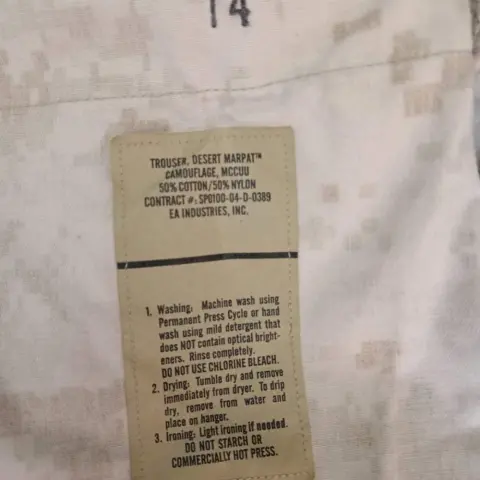 14
TROUSER, DESERT MARPAT™
CAMOUFLAGE, MCCUU
50% COTTON/50% NYLON
CONTRACT #: SP0100-04-D-0389
EA INDUSTRIES, INC.
1. Washing: Machine wash using
Permanent Press Cycle or hand
wash using mild detergent that
does NOT contain optical bright-
eners. Rinse completely.
DO NOT USE CHLORINE BLEACH.
2. Drying: Tumble dry and remove
immediately from dryer. To drip
dry, remove from water and
place on hanger.
3. Ironing: Light ironing if needed.
DO NOT STARCH OR
COMMERCIALLY HOT PRESS.